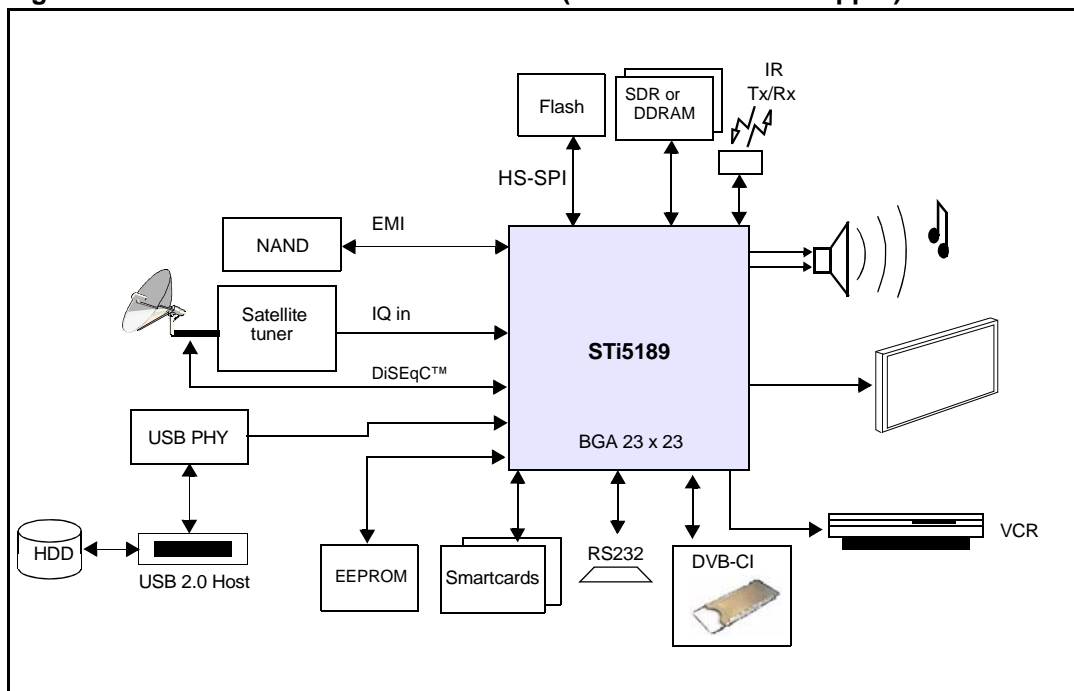 IR
Tx/Rx
Flash
SDR or
DDRAM
HS-SPI
EMI
NAND
Satellite
tuner
IQ in
STi5189
DiSEqC™
USB PHY
BGA 23 x 23
HDD
USB 2.0 Host
EEPROM
Smartcards
RS232
DVB-CI
VCR